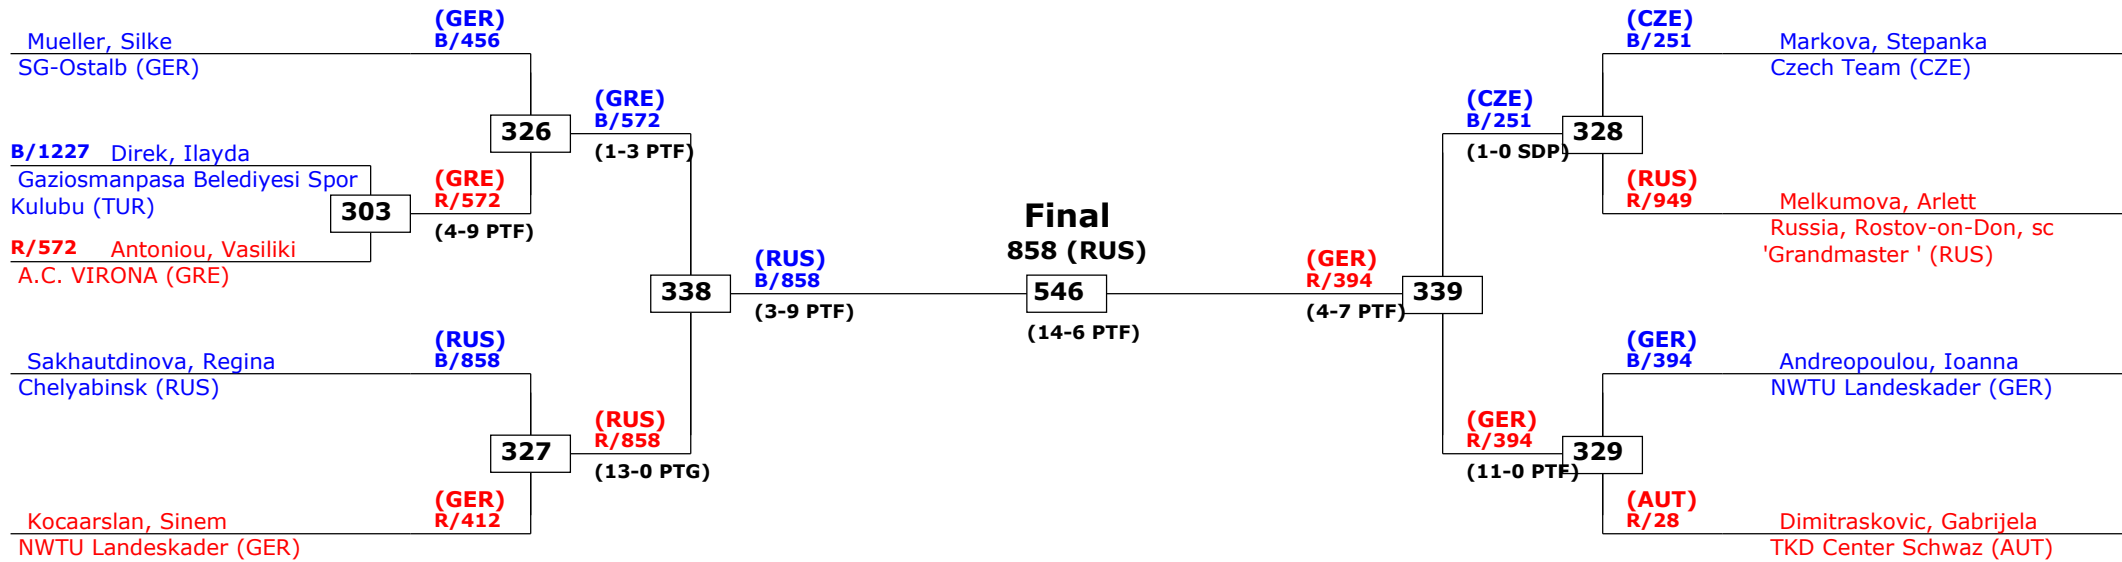 (GER)
B/456
Mueller, Silke
SG-Ostalb (GER)
(GRE)
B/572
326
(1-3 PTF)
B/1227 Direk, Ilayda
Gaziosmanpasa Belediyesi Spor
Kulubu (TUR)
303
(GRE)
R/572
(4-9 PTF)
R/572 Antoniou, Vasiliki
A.C. VIRONA (GRE)
338
(RUS)
B/858
(3-9 PTF)
(RUS)
B/858
Sakhautdinova, Regina
Chelyabinsk (RUS)
327
(RUS)
R/858
(13-0 PTG)
(GER)
R/412
Kocaarslan, Sinem
NWTU Landeskader (GER)
Final
858 (RUS)
546
(14-6 PTF)
(GER)
R/394
(4-7 PTF)
339
(CZE)
B/251
(1-0 SDP)
328
(CZE)
B/251
Markova, Stepanka
Czech Team (CZE)
(RUS)
R/949
Melkumova, Arlett
Russia, Rostov-on-Don, sc
'Grandmaster ' (RUS)
(GER)
R/394
(11-0 PTF)
329
(GER)
B/394
Andreopoulou, Ioanna
NWTU Landeskader (GER)
(AUT)
R/28
Dimitraskovic, Gabrijela
TKD Center Schwaz (AUT)